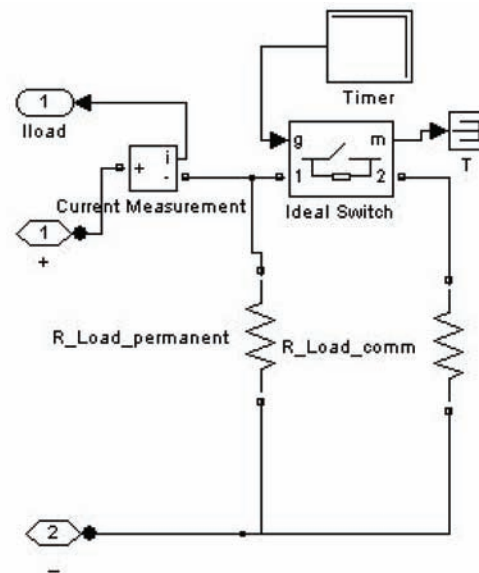 Timer
1
Iload
g
m
+
i
-
1
2
T
Current Measurement
Ideal Switch
1
+
R_Load_permanent
R_Load_comm
2
-